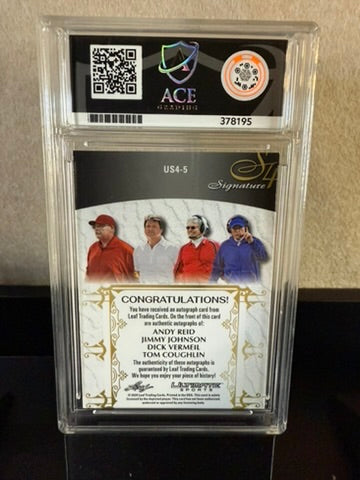 ACE
GRADING
378195
US4-5
S4
Signature
CONGRATULATIONS!
You have received an autograph card from
Leaf Trading Cards. On the front of this card
are authentic autographs of:
ANDY REID
JIMMY JOHNSON
DICK VERMEIL
TOM COUGHLIN
The authenticity of these autographs is
guaranteed by Leaf Trading Cards.
We hope you enjoy your piece of history!
Leaf
ULTIMATE
SPORTS